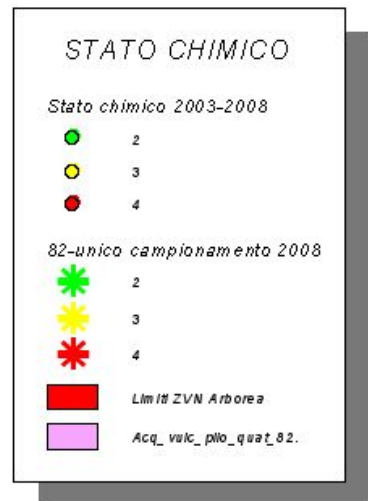 STATO CHIMICO
Stato chimico 2003-2008
2
3
4
82-unico campionamento 2008
2
3
4
Limiti ZVN Arborea
Acq_vulc_plio_quat_82.